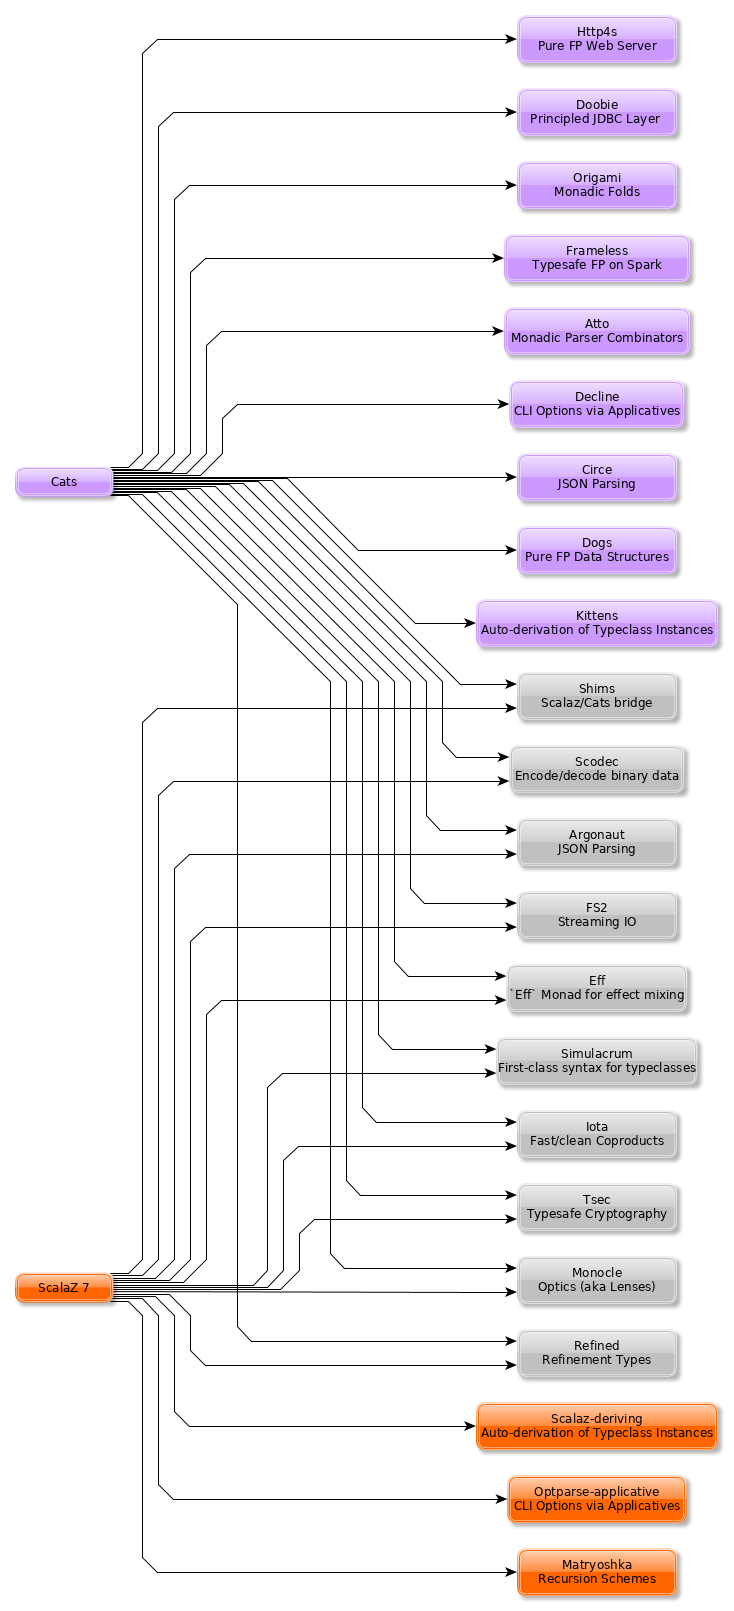 Http4s
Pure FP Web Server
Doobie
Principled JDBC Layer
Origami
Monadic Folds
Frameless
Typesafe FP on Spark
Atto
Monadic Parser Combinators
Decline
CLI Options via Applicatives
Circe
JSON Parsing
Cats
Dogs
Pure FP Data Structures
Kittens
Auto-derivation of Typeclass Instances
Shims
Scalaz/Cats bridge
Scodec
Encode/decode binary data
Argonaut
JSON Parsing
FS2
Streaming IO
Eff
`Eff` Monad for effect mixing
Simulacrum
First-class syntax for typeclasses
Iota
Fast/clean Coproducts
Tsec
Typesafe Cryptography
Monocle
Optics (aka Lenses)
ScalaZ 7
Refined
Refinement Types
Scalaz-deriving
Auto-derivation of Typeclass Instances
Optparse-applicative
CLI Options via Applicatives
Matryoshka
Recursion Schemes